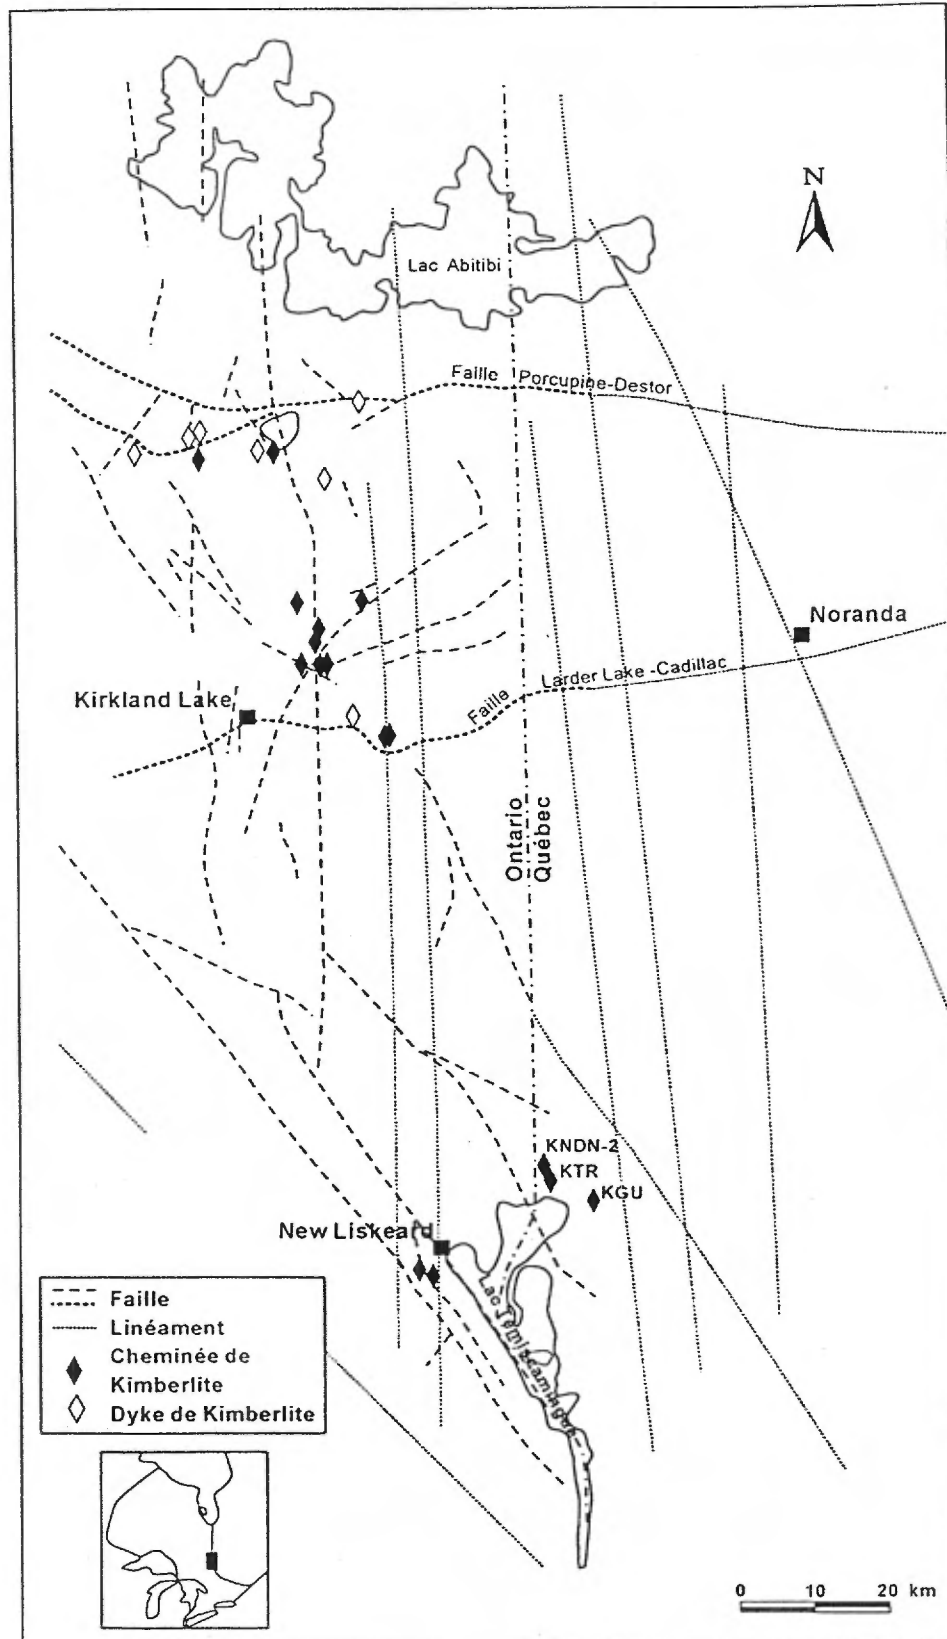 N
Lac Abitibi
Faille Porcupine-Destor
Noranda
Faille Larder Lake -Cadillac
Kirkland Lake
Ontario
Québec
KNDN-2
KTR
KGU
New Liskeard
Lac Témiscamingue
Faille
Linéament
Cheminée de
Kimberlite
Dyke de Kimberlite
0 10 20 km